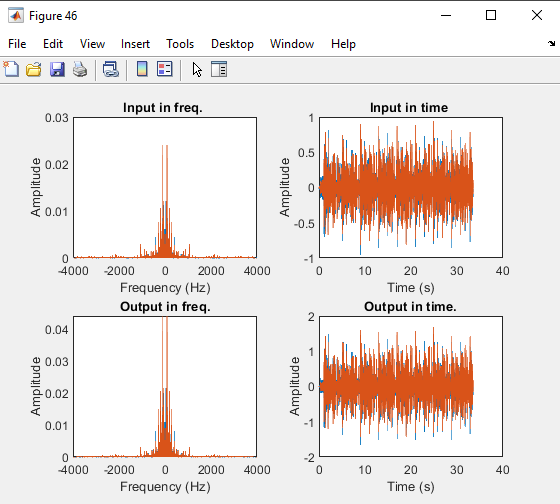 Figure 46
File Edit View Insert Tools Desktop Window Help
Input in freq.
0.03
0.02
0.01
0
Amplitude
-4000 -2000 0 2000 4000
Frequency (Hz)
Input in time
1
0.5
0
-0.5
-1
Amplitude
0 10 20 30 40
Time (s)
Output in freq.
0.04
0.03
0.02
0.01
0
Amplitude
-4000 -2000 0 2000 4000
Frequency (Hz)
Output in time.
2
1
0
-1
-2
Amplitude
0 10 20 30 40
Time (s)